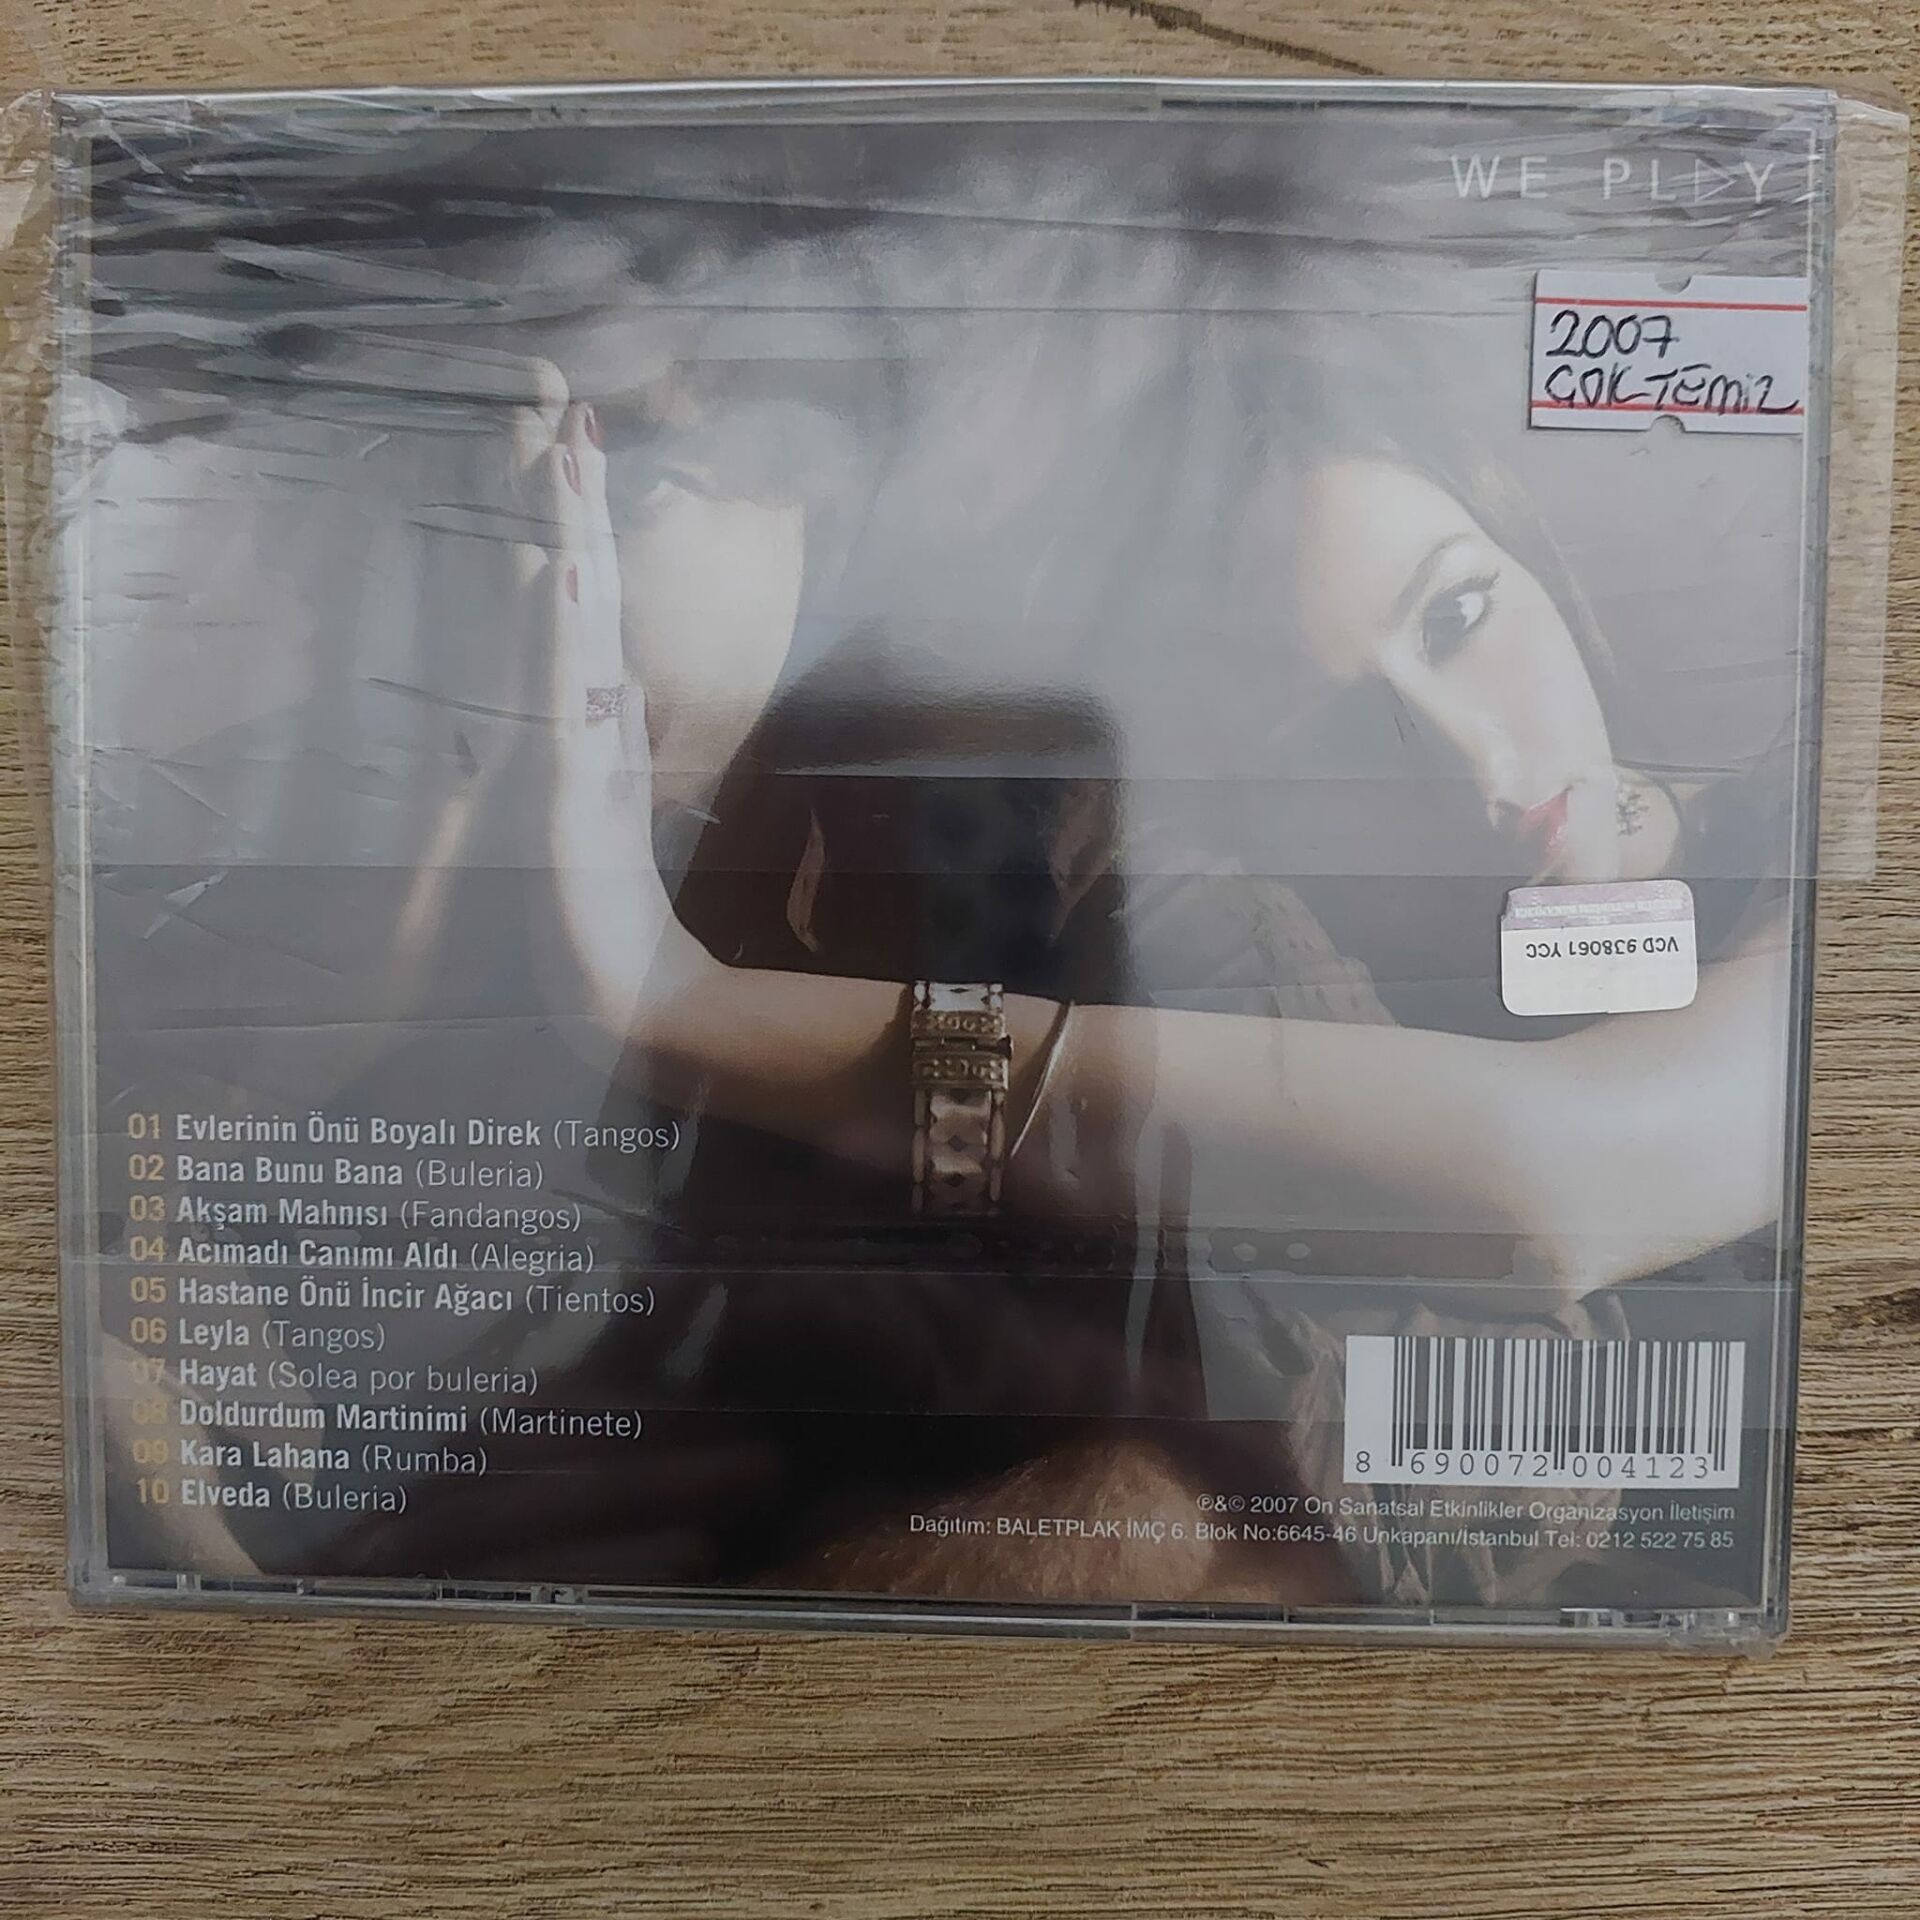 WE PLAY
2007
ÇOK TEMİZ
VCD 938061 YCC
01 Evlerinin Önü Boyalı Direk (Tangos)
02 Bana Bunu Bana (Buleria)
03 Akşam Mahnısı (Fandangos)
04 Acımadı Canımı Aldı (Alegria)
05 Hastane Önü İncir Ağacı (Tientos)
06 Leyla (Tangos)
07 Hayat (Solea por buleria)
08 Doldurdum Martinimi (Martinete)
09 Kara Lahana (Rumba)
10 Elveda (Buleria)
8 690072 004123
℗&© 2007 On Sanatsal Etkinlikler Organizasyon İletişim
Dağıtım: BALETPLAK İMÇ 6. Blok No:6645-46 Unkapanı/İstanbul Tel: 0212 522 75 85